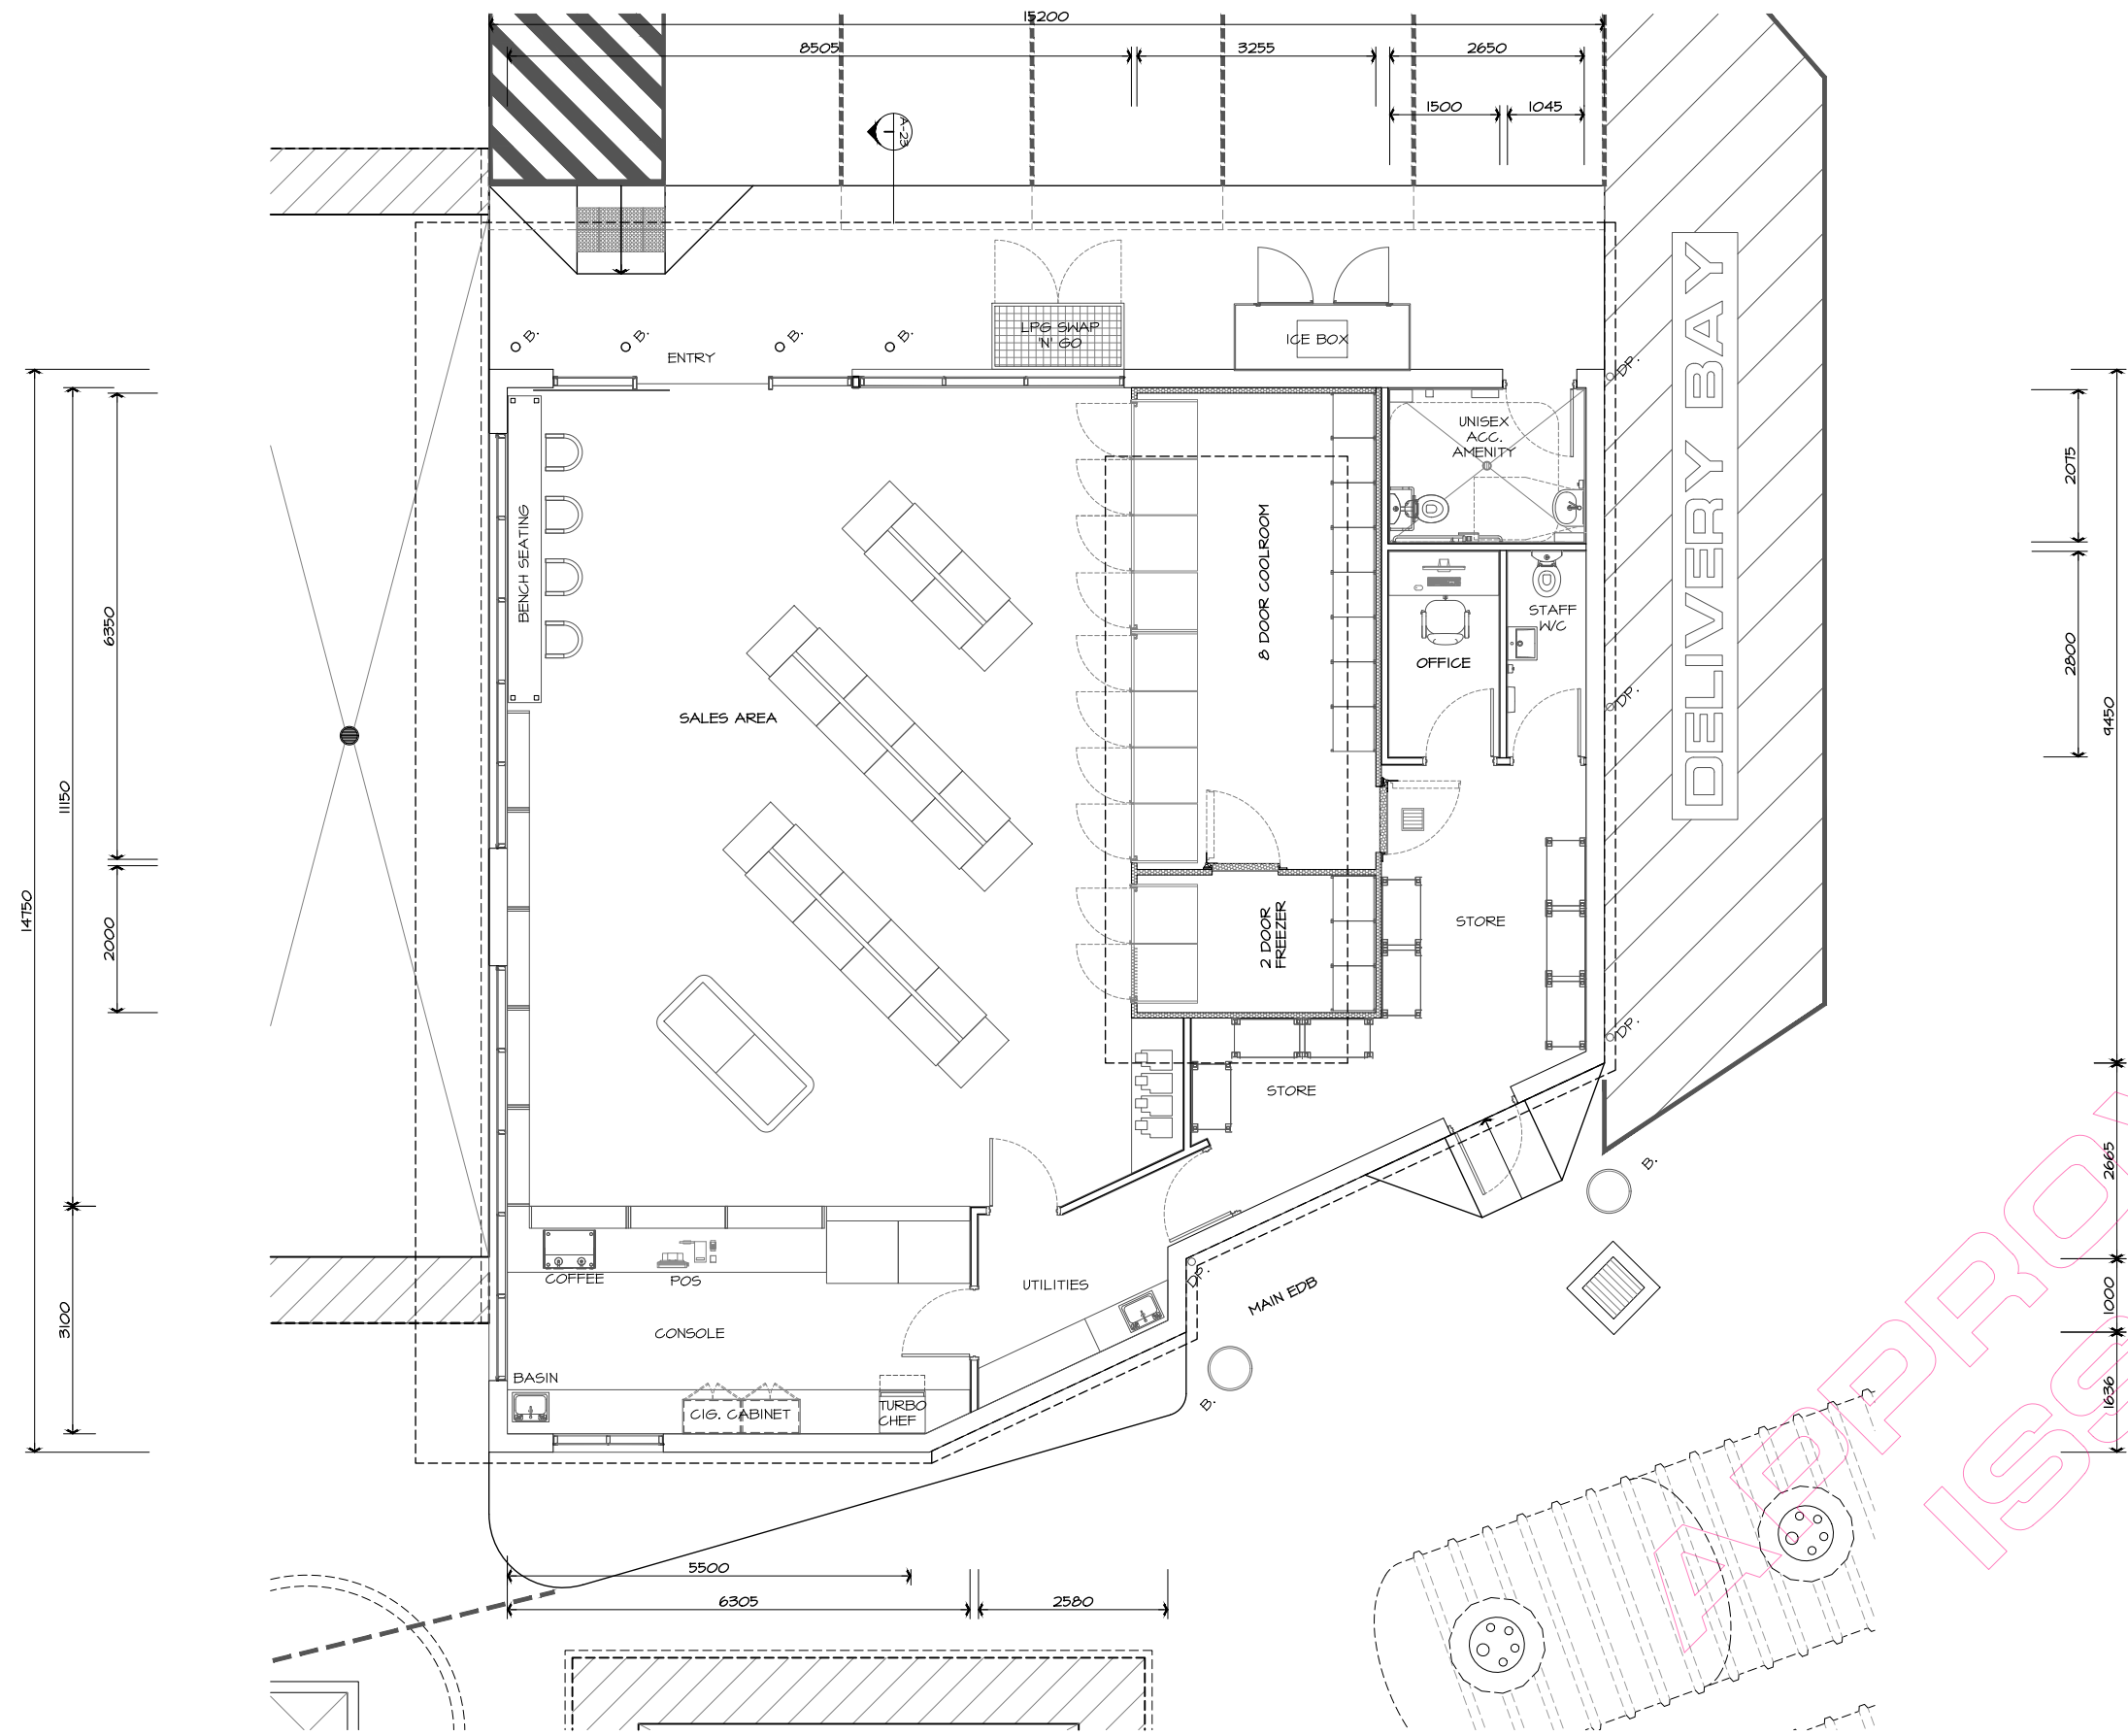 15200
8505
3255
2650
1500
1045
A-23
1
LPG SWAP
'N' GO
ICE BOX
B.
B.
B.
B.
ENTRY
DP.
UNISEX
ACC.
AMENITY
BENCH SEATING
8 DOOR COOLROOM
DELIVERY BAY
STAFF
W/C
OFFICE
DP.
SALES AREA
14750
11150
6350
2000
3100
2075
2800
9450
2665
1000
1636
2 DOOR
FREEZER
STORE
DP.
STORE
B.
COFFEE
POS
UTILITIES
DP.
MAIN EDB
CONSOLE
BASIN
CIG. CABINET
TURBO
CHEF
B.
5500
6305
2580